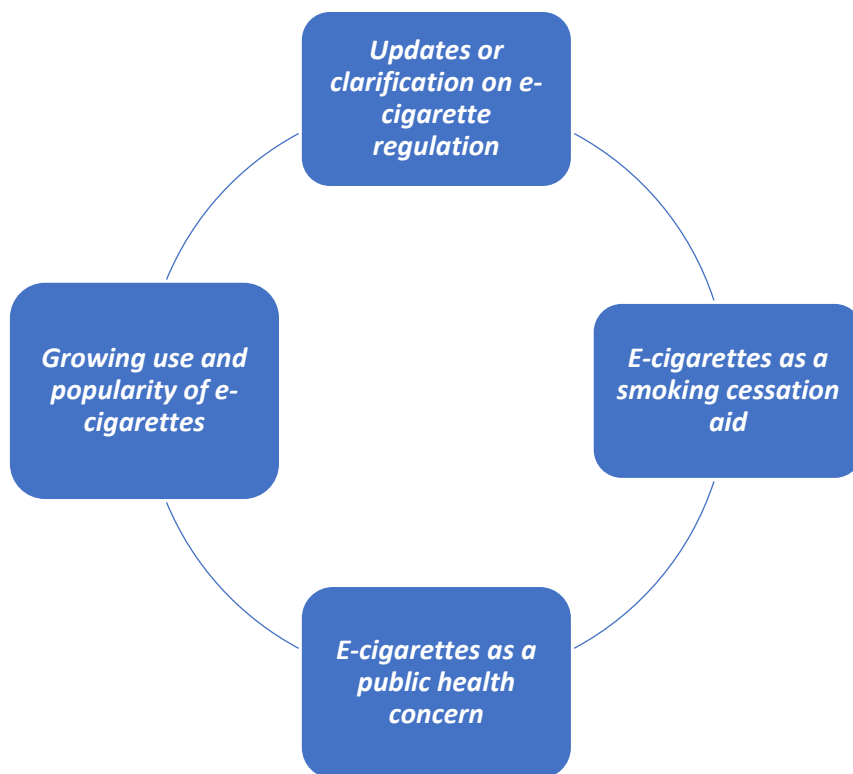 Updates or
clarification on e-
cigarette
regulation
E-cigarettes as a
smoking cessation
aid
E-cigarettes as a
public health
concern
Growing use and
popularity of e-
cigarettes